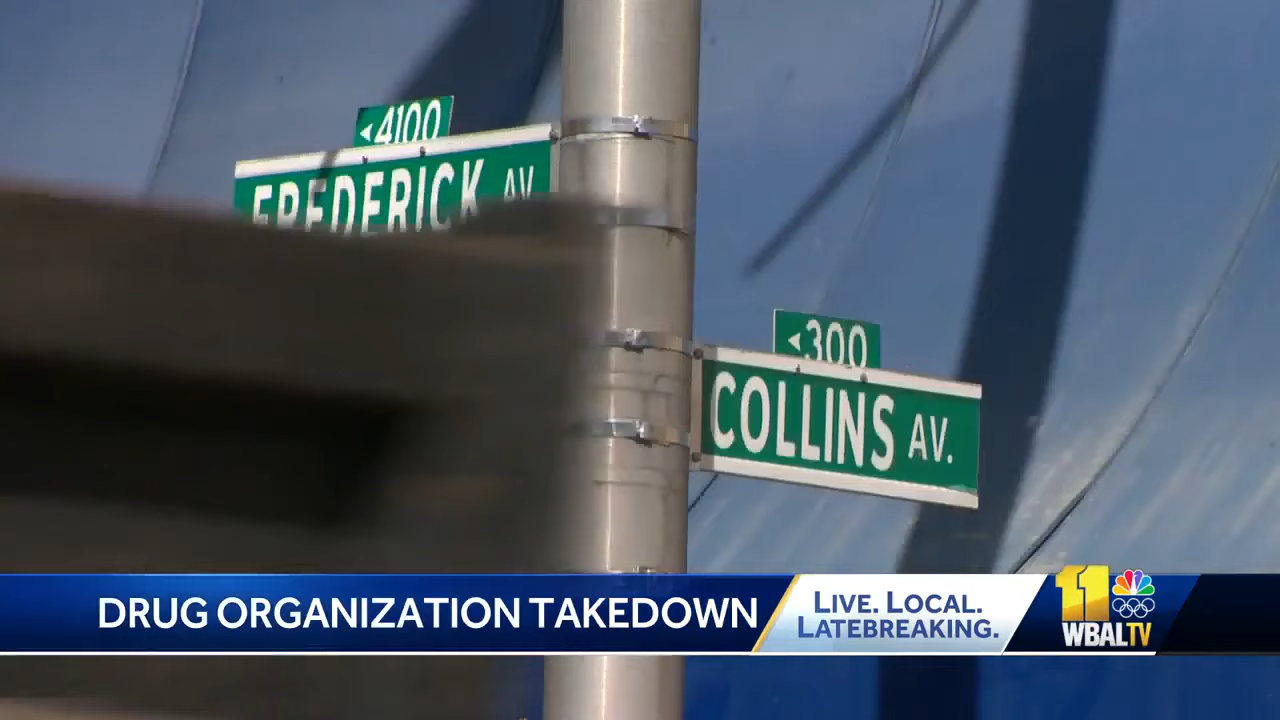 ◄4100
FREDERICK AV
◄300
COLLINS AV.
DRUG ORGANIZATION TAKEDOWN
LIVE. LOCAL.
LATEBREAKING.
11
WBALTV